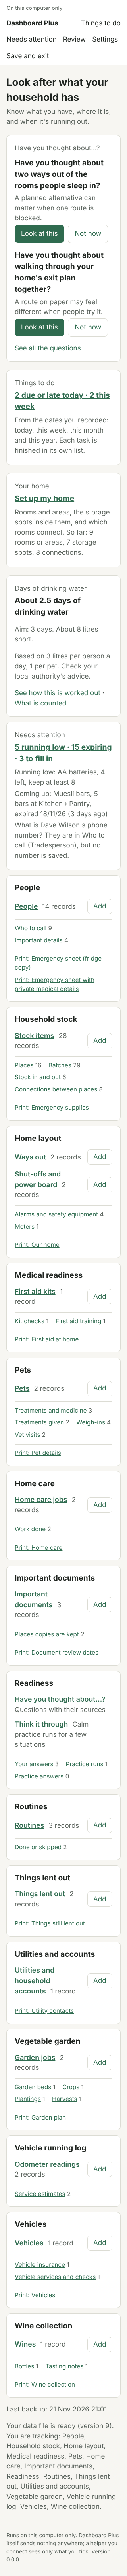 On this computer only
Dashboard Plus
Things to do
Needs attention
Review
Settings
Save and exit
Look after what your
household has
Know what you have, where it is,
and when it's running out.
Have you thought about...?
Have you thought about
two ways out of the
rooms people sleep in?
A planned alternative can
matter when one route is
blocked.
Look at this
Not now
Have you thought about
walking through your
home's exit plan
together?
A route on paper may feel
different when people try it.
Look at this
Not now
See all the questions
Things to do
2 due or late today · 2 this
week
From the dates you recorded:
today, this week, this month
and this year. Each task is
finished in its own list.
Your home
Set up my home
Rooms and areas, the storage
spots inside them, and which
rooms connect. So far: 9
rooms or areas, 7 storage
spots, 8 connections.
Days of drinking water
About 2.5 days of
drinking water
Aim: 3 days. About 8 litres
short.
Based on 3 litres per person a
day, 1 per pet. Check your
local authority's advice.
See how this is worked out ·
What is counted
Needs attention
5 running low · 15 expiring
· 3 to fill in
Running low: AA batteries, 4
left, keep at least 8
Coming up: Muesli bars, 5
bars at Kitchen › Pantry,
expired 18/11/26 (3 days ago)
What is Dave Wilson's phone
number? They are in Who to
call (Tradesperson), but no
number is saved.
People
People 14 records
Add
Who to call 9
Important details 4
Print: Emergency sheet (fridge
copy)
Print: Emergency sheet with
private medical details
Household stock
Stock items 28
records
Add
Places 16 Batches 29
Stock in and out 6
Connections between places 8
Print: Emergency supplies
Home layout
Ways out 2 records
Add
Shut-offs and
power board 2
records
Add
Alarms and safety equipment 4
Meters 1
Print: Our home
Medical readiness
First aid kits 1
record
Add
Kit checks 1 First aid training 1
Print: First aid at home
Pets
Pets 2 records
Add
Treatments and medicine 3
Treatments given 2 Weigh-ins 4
Vet visits 2
Print: Pet details
Home care
Home care jobs 2
records
Add
Work done 2
Print: Home care
Important documents
Important
documents 3
records
Add
Places copies are kept 2
Print: Document review dates
Readiness
Have you thought about...?
Questions with their sources
Think it through Calm
practice runs for a few
situations
Your answers 3 Practice runs 1
Practice answers 0
Routines
Routines 3 records
Add
Done or skipped 2
Things lent out
Things lent out 2
records
Add
Print: Things still lent out
Utilities and accounts
Utilities and
household
accounts 1 record
Add
Print: Utility contacts
Vegetable garden
Garden jobs 2
records
Add
Garden beds 1 Crops 1
Plantings 1 Harvests 1
Print: Garden plan
Vehicle running log
Odometer readings
2 records
Add
Service estimates 2
Vehicles
Vehicles 1 record
Add
Vehicle insurance 1
Vehicle services and checks 1
Print: Vehicles
Wine collection
Wines 1 record
Add
Bottles 1 Tasting notes 1
Print: Wine collection
Last backup: 21 Nov 2026 21:01.
Your data file is ready (version 9).
You are tracking: People,
Household stock, Home layout,
Medical readiness, Pets, Home
care, Important documents,
Readiness, Routines, Things lent
out, Utilities and accounts,
Vegetable garden, Vehicle running
log, Vehicles, Wine collection.
Runs on this computer only. Dashboard Plus
itself sends nothing anywhere; a helper you
connect sees only what you tick. Version
0.0.0.